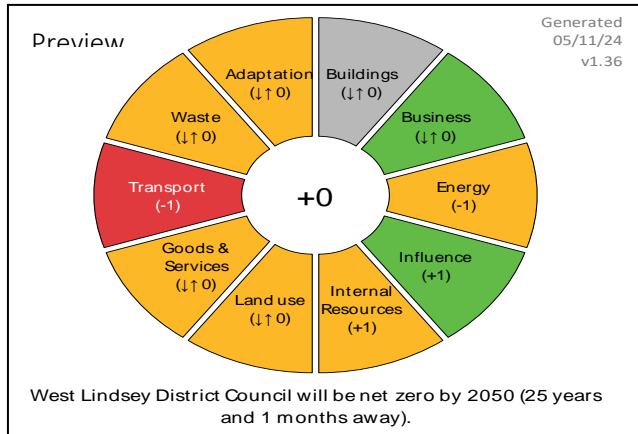 Preview
Generated
05/11/24
v1.36
Adaptation
(↓↑ 0)
Buildings
(↓↑ 0)
Waste
(↓↑ 0)
Business
(↓↑ 0)
Transport
(-1)
+0
Energy
(-1)
Goods &
Services
(↓↑ 0)
Influence
(+1)
Land use
(↓↑ 0)
Internal
Resources
(+1)
West Lindsey District Council will be net zero by 2050 (25 years
and 1 months away).